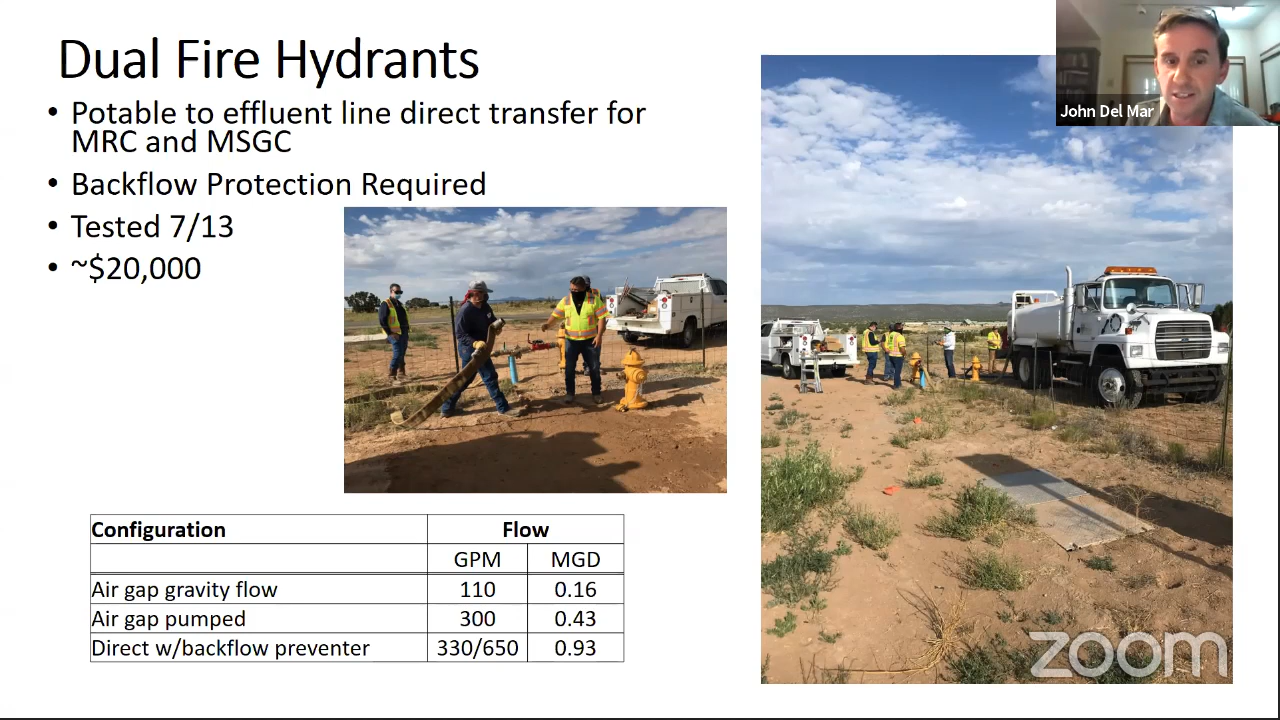 Dual Fire Hydrants
• Potable to effluent line direct transfer for
MRC and MSGC
• Backflow Protection Required
• Tested 7/13
• ~$20,000
John Del Mar
Configuration Flow
GPM MGD
Air gap gravity flow 110 0.16
Air gap pumped 300 0.43
Direct w/backflow preventer 330/650 0.93
zoom